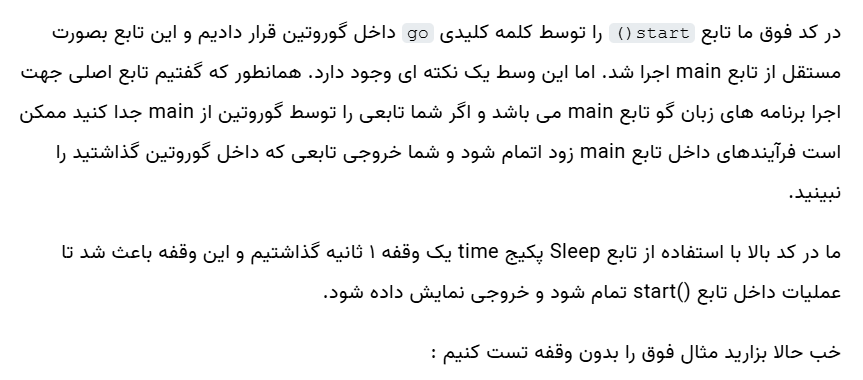 در کد فوق ما تابع start() را توسط کلمه کلیدی go داخل گوروتین قرار دادیم و این تابع بصورت
مستقل از تابع main اجرا شد. اما این وسط یک نکته ای وجود دارد. همانطور که گفتیم تابع اصلی جهت
اجرا برنامه های زبان گو تابع main می باشد و اگر شما تابعی را توسط گوروتین از main جدا کنید ممکن
است فرآیندهای داخل تابع main زود اتمام شود و شما خروجی تابعی که داخل گوروتین گذاشتید را
نبینید.
ما در کد بالا با استفاده از تابع Sleep پکیج time یک وقفه ۱ ثانیه گذاشتیم و این وقفه باعث شد تا
عملیات داخل تابع start() تمام شود و خروجی نمایش داده شود.
خب حالا بزارید مثال فوق را بدون وقفه تست کنیم :